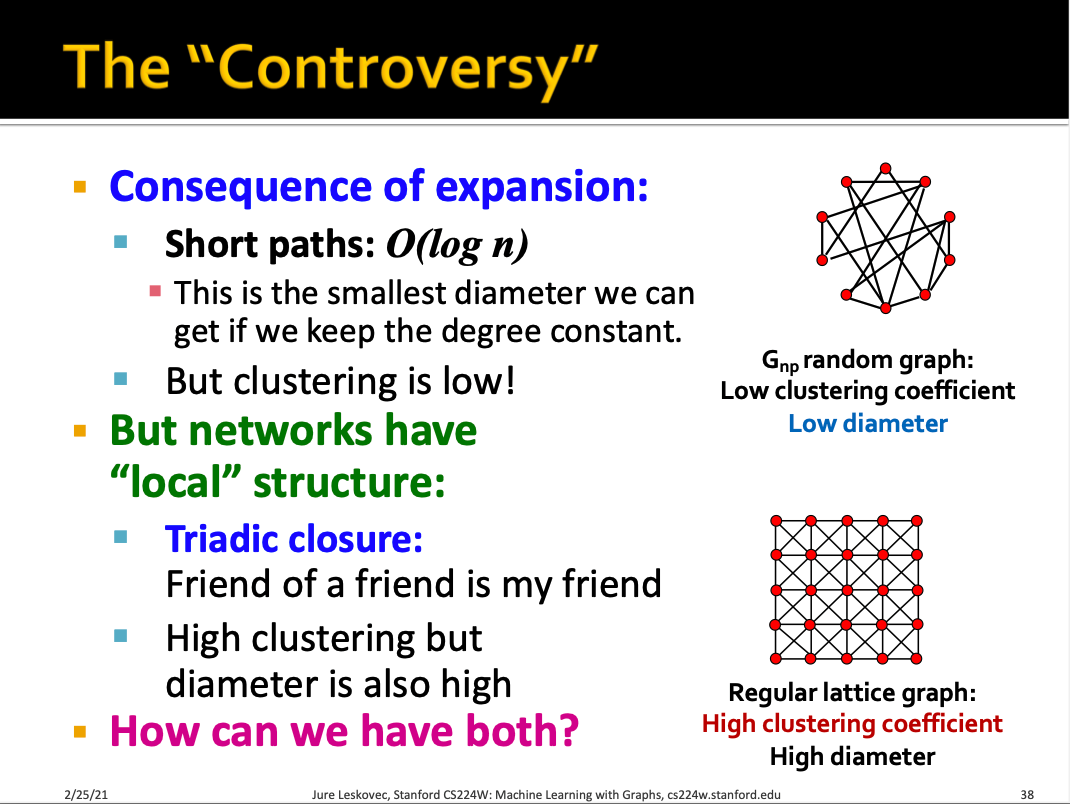 The “Controversy”
Consequence of expansion:
Short paths: O(log n)
This is the smallest diameter we can
get if we keep the degree constant.
But clustering is low!
But networks have
“local” structure:
Triadic closure:
Friend of a friend is my friend
High clustering but
diameter is also high
How can we have both?
Gnp random graph:
Low clustering coefficient
Low diameter
Regular lattice graph:
High clustering coefficient
High diameter
2/25/21
Jure Leskovec, Stanford CS224W: Machine Learning with Graphs, cs224w.stanford.edu
38